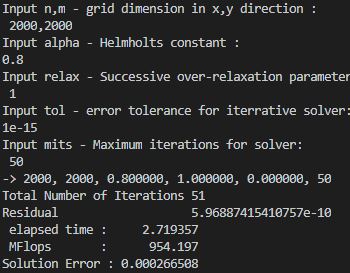 Input n,m - grid dimension in x,y direction :
2000,2000
Input alpha - Helmholts constant :
0.8
Input relax - Successive over-relaxation parameter
1
Input tol - error tolerance for iterrative solver:
1e-15
Input mits - Maximum iterations for solver:
50
-> 2000, 2000, 0.800000, 1.000000, 0.000000, 50
Total Number of Iterations 51
Residual 5.96887415410757e-10
elapsed time : 2.719357
MFlops : 954.197
Solution Error : 0.000266508